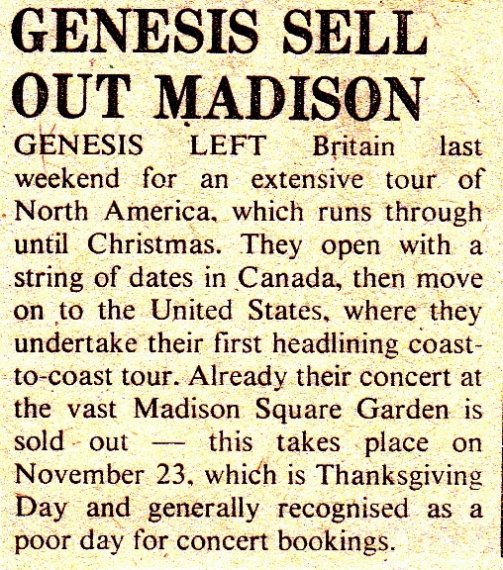 GENESIS SELL
OUT MADISON
GENESIS LEFT Britain last
weekend for an extensive tour of
North America, which runs through
until Christmas. They open with a
string of dates in Canada, then move
on to the United States, where they
undertake their first headlining coast-
to-coast tour. Already their concert at
the vast Madison Square Garden is
sold out — this takes place on
November 23, which is Thanksgiving
Day and generally recognised as a
poor day for concert bookings.